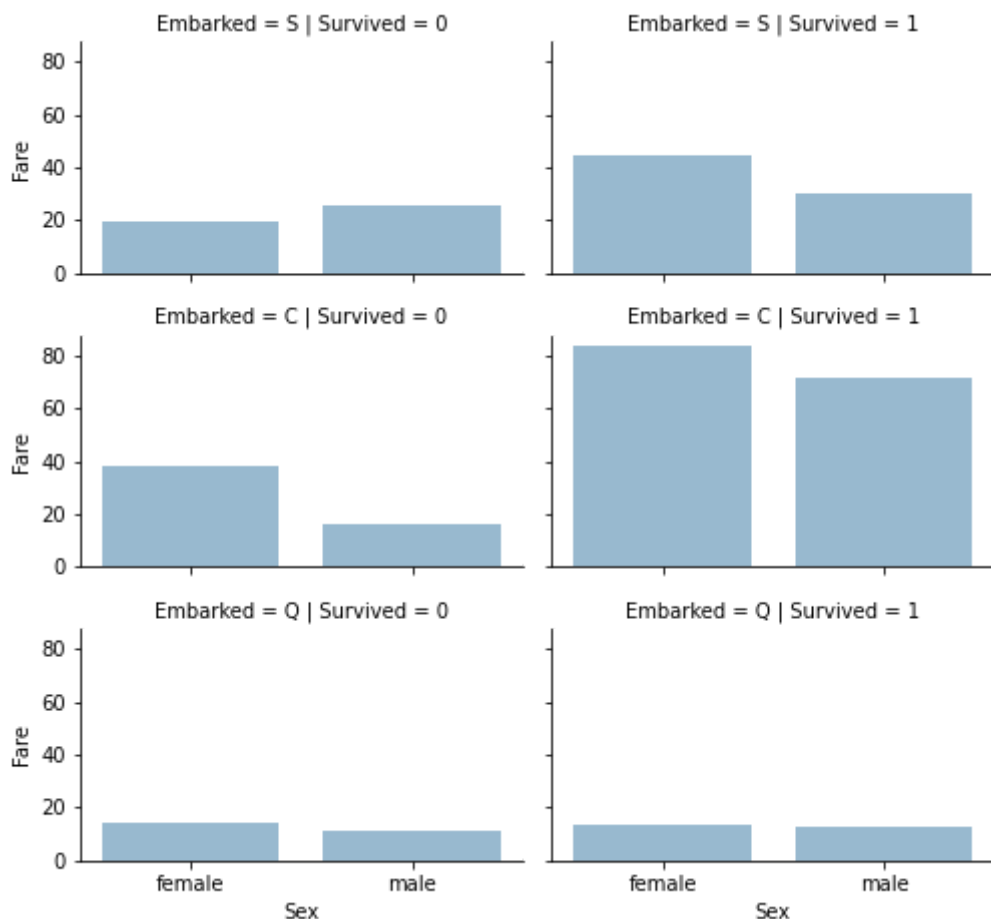 Embarked = S | Survived = 0
Embarked = S | Survived = 1
80
60
40
20
0
Fare
Embarked = C | Survived = 0
Embarked = C | Survived = 1
80
60
40
20
0
Fare
Embarked = Q | Survived = 0
Embarked = Q | Survived = 1
80
60
40
20
0
Fare
female male
female male
Sex
Sex